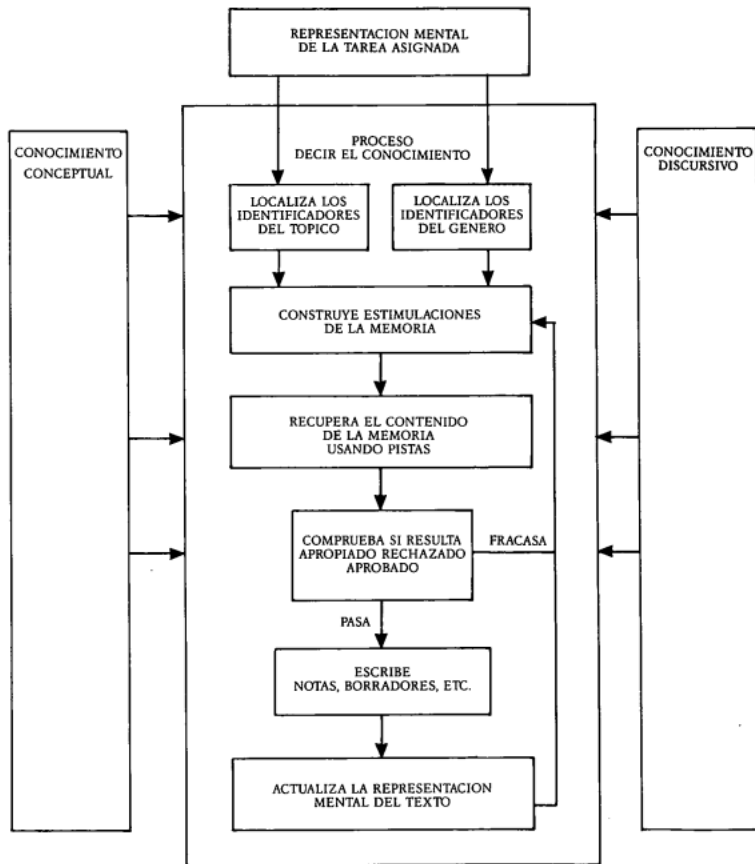 REPRESENTACION MENTAL
DE LA TAREA ASIGNADA
CONOCIMIENTO
CONCEPTUAL
PROCESO
DECIR EL CONOCIMIENTO
CONOCIMIENTO
DISCURSIVO
LOCALIZA LOS
IDENTIFICADORES
DEL TOPICO
LOCALIZA LOS
IDENTIFICADORES
DEL GENERO
CONSTRUYE ESTIMULACIONES
DE LA MEMORIA
RECUPERA EL CONTENIDO
DE LA MEMORIA
USANDO PISTAS
COMPRUEBA SI RESULTA
APROPIADO RECHAZADO
APROBADO
FRACASA
PASA
ESCRIBE
NOTAS, BORRADORES, ETC.
ACTUALIZA LA REPRESENTACION
MENTAL DEL TEXTO